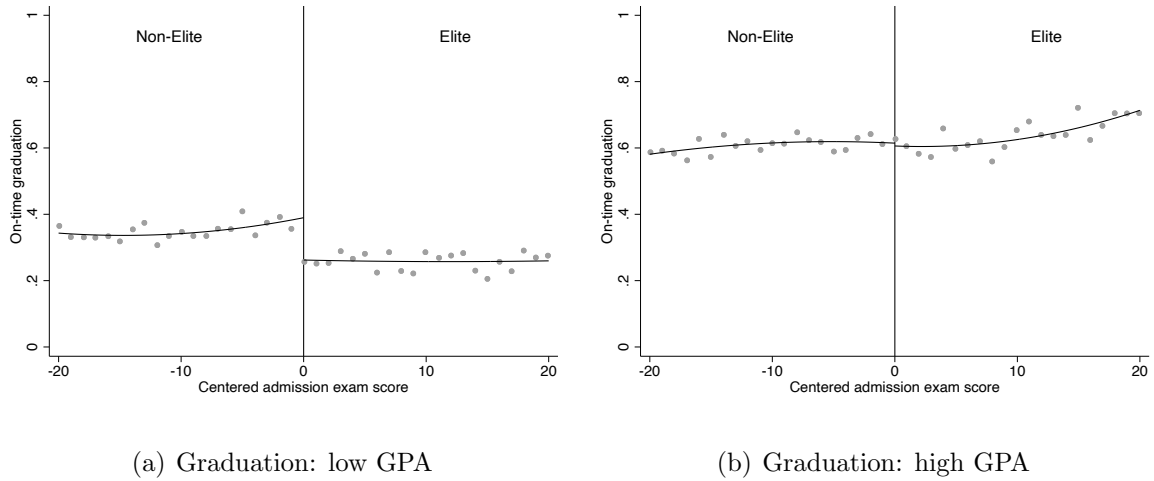 Non-Elite Elite
On-time graduation
0 .2 .4 .6 .8 1
-20 -10 0 10 20
Centered admission exam score
(a) Graduation: low GPA
Non-Elite Elite
On-time graduation
0 .2 .4 .6 .8 1
-20 -10 0 10 20
Centered admission exam score
(b) Graduation: high GPA